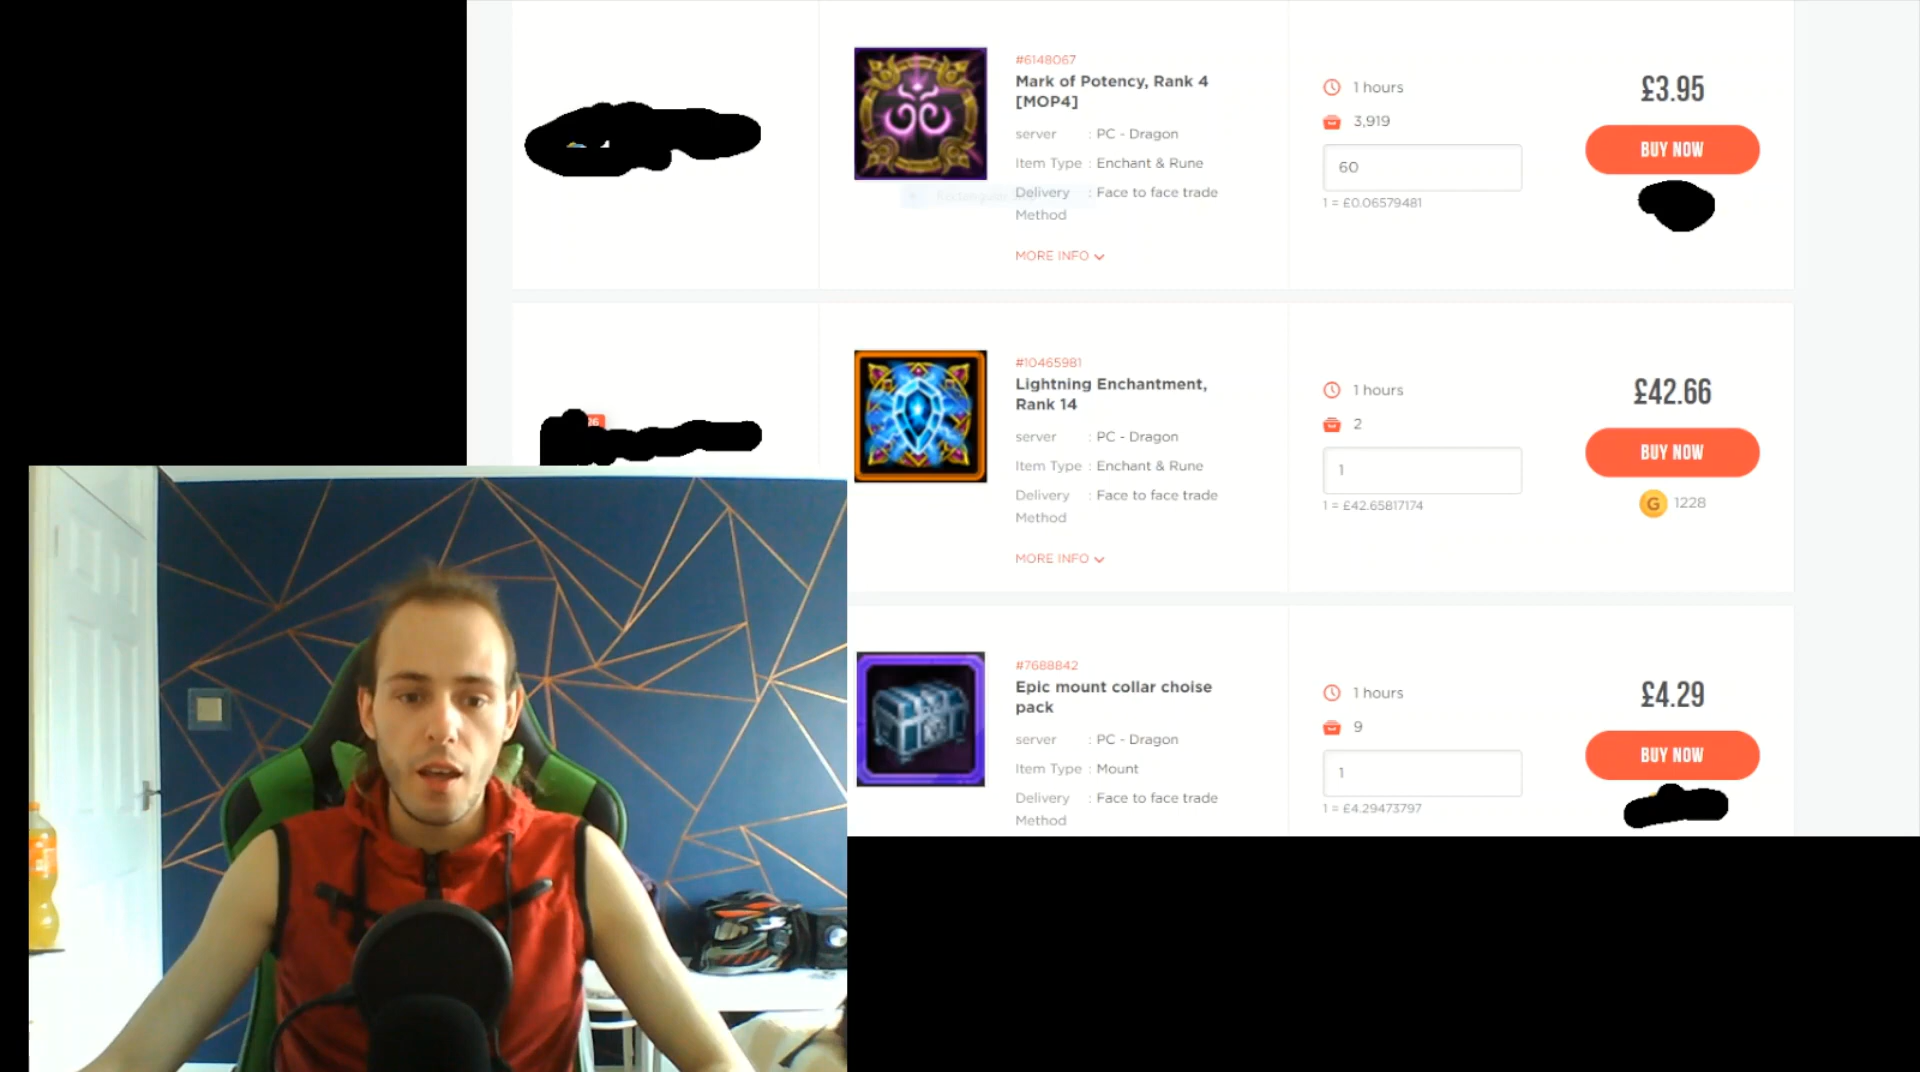 #6148067
Mark of Potency, Rank 4
[MOP4]
server : PC - Dragon
Item Type : Enchant & Rune
Delivery : Face to face trade
Method
MORE INFO
1 hours
3,919
60
1 = £0.06579481
£3.95
BUY NOW
#10465981
Lightning Enchantment,
Rank 14
server : PC - Dragon
Item Type : Enchant & Rune
Delivery : Face to face trade
Method
MORE INFO
1 hours
2
1
1 = £42.65817174
£42.66
BUY NOW
G 1228
#7688842
Epic mount collar choise
pack
server : PC - Dragon
Item Type : Mount
Delivery : Face to face trade
Method
1 hours
9
1
1 = £4.29473797
£4.29
BUY NOW